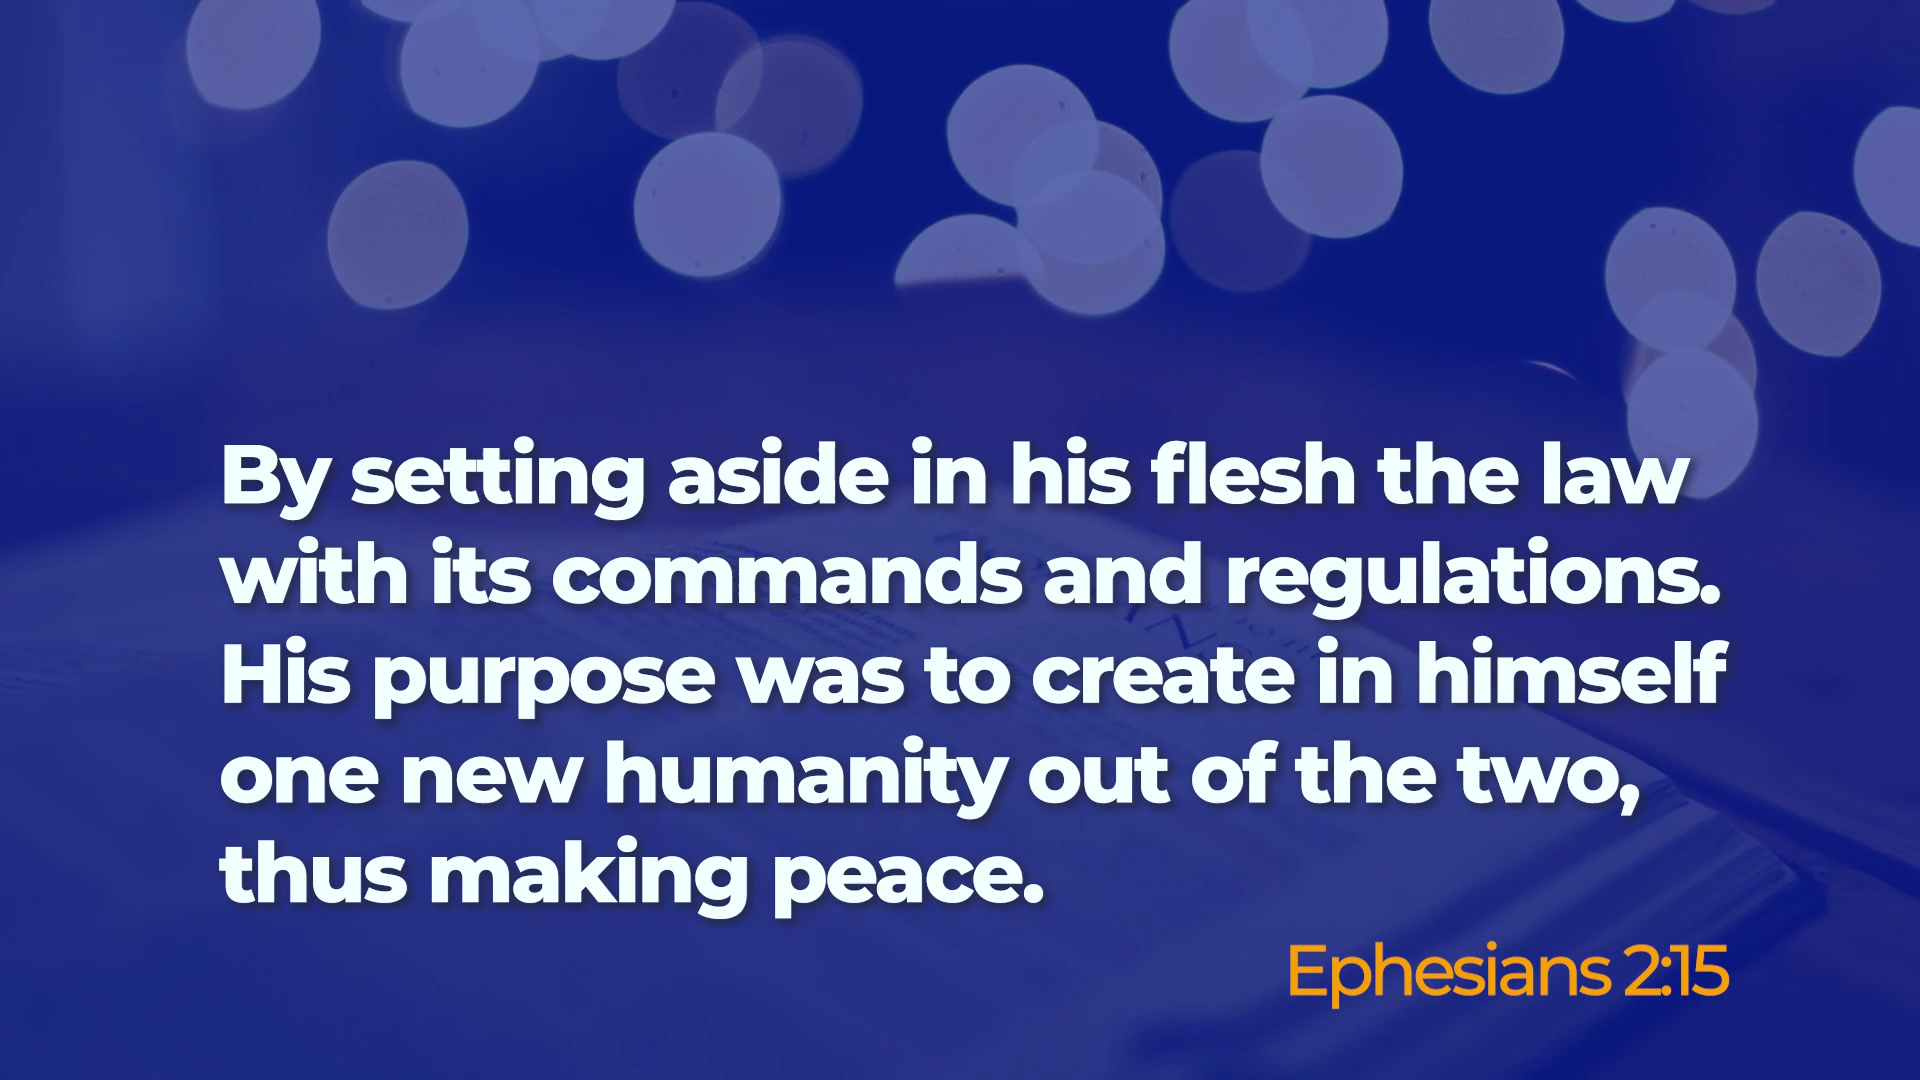 By setting aside in his flesh the law
with its commands and regulations.
His purpose was to create in himself
one new humanity out of the two,
thus making peace.
Ephesians 2:15